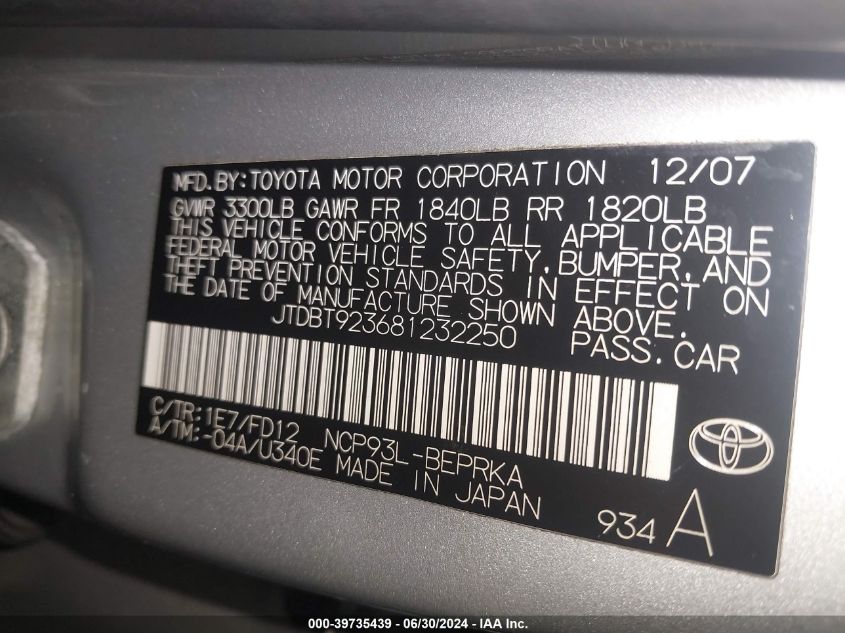 MFD.BY:TOYOTA MOTOR CORPORATION 12/07
GVWR 3300LB GAWR FR 1840LB RR 1820LB
THIS VEHICLE CONFORMS TO ALL APPLICABLE
FEDERAL MOTOR VEHICLE SAFETY,BUMPER,AND
THEFT PREVENTION STANDARDS IN EFFECT ON
THE DATE OF MANUFACTURE SHOWN ABOVE.
JTDBT923681232250 PASS.CAR
C/TR:1E7/FD12 NCP93L-BEPRKA
A/TM:-04A/U340E MADE IN JAPAN
934 A
000-39735439 / 06/30/2024 / IAA Inc.